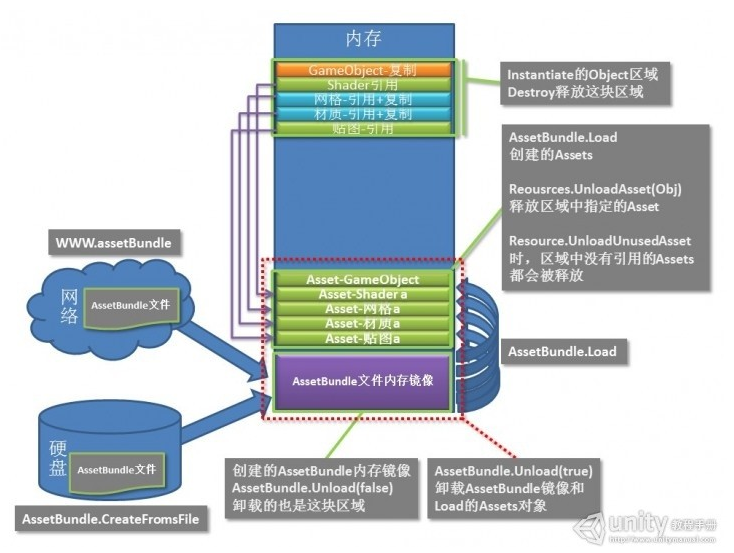 内存
GameObject-复制
Shader引用
网格-引用+复制
材质-引用+复制
贴图-引用
Instantiate的Object区域
Destroy释放这块区域
AssetBundle.Load
创建的Assets
Reousrces.UnloadAsset(Obj)
释放区域中指定的Asset
Resource.UnloadUnusedAsset
时，区域中没有引用的Assets
都会被释放
WWW.assetBundle
网络
AssetBundle文件
Asset-GameObject
Asset-Shader a
Asset-网格a
Asset-材质a
Asset-贴图a
AssetBundle.Load
AssetBundle文件内存镜像
硬盘
AssetBundle文件
AssetBundle.CreateFromsFile
创建的AssetBundle内存镜像
AssetBundle.Unload(false)
卸载的也是这块区域
AssetBundle.Unload(true)
卸载AssetBundle镜像和
Load的Assets对象
unity教程手册